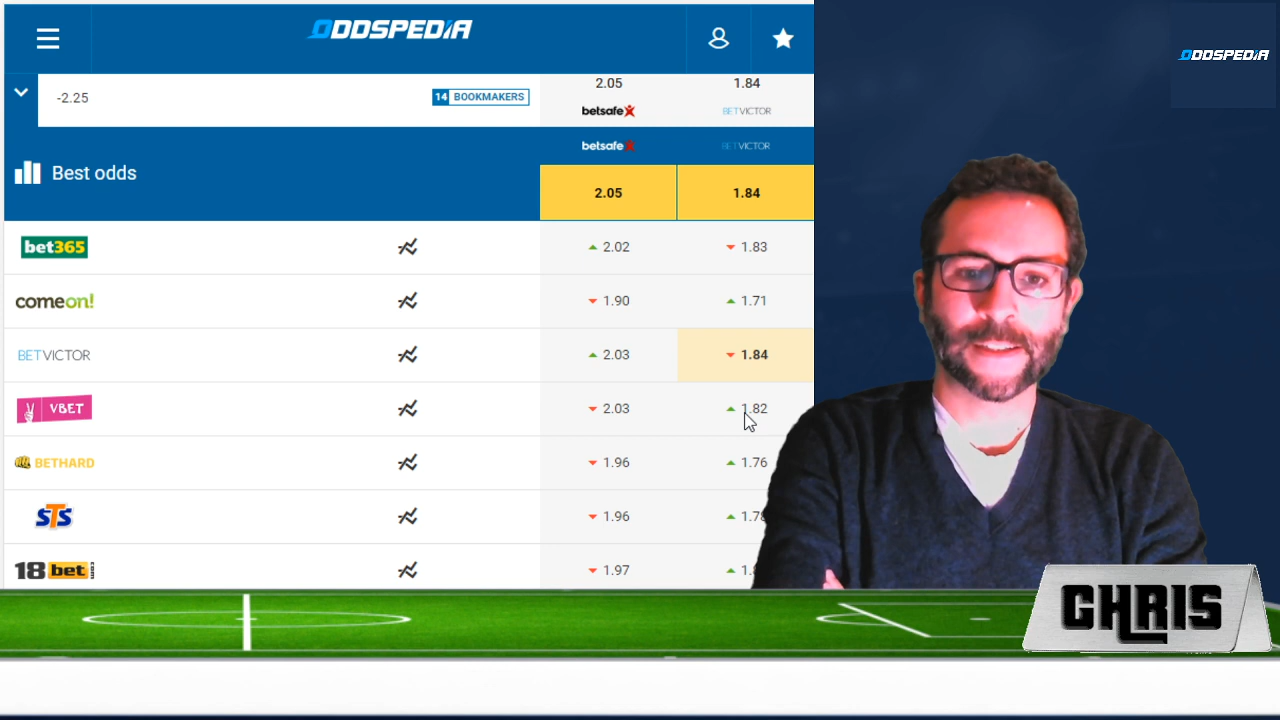 ODDSPEDIA
ODDSPEDIA
-2.25
14 BOOKMAKERS
2.05 1.84
betsafe BETVICTOR
betsafe BETVICTOR
Best odds
2.05 1.84
bet365 2.02 1.83
comeon! 1.90 1.71
BETVICTOR 2.03 1.84
VBET 2.03 1.82
BETHARD 1.96 1.76
STS 1.96
18bet.com 1.97
CHRIS